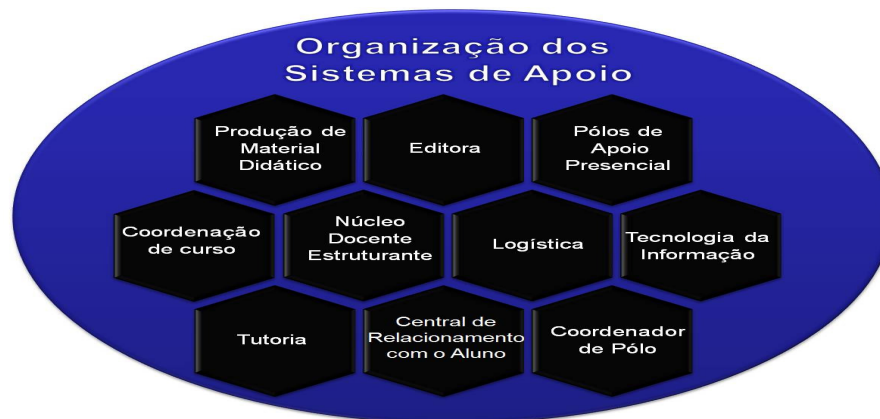 Organização dos
Sistemas de Apoio
Produção de
Material
Didático
Editora
Pólos de
Apoio
Presencial
Coordenação
de curso
Núcleo
Docente
Estruturante
Logística
Tecnologia da
Informação
Tutoria
Central de
Relacionamento
com o Aluno
Coordenador
de Pólo